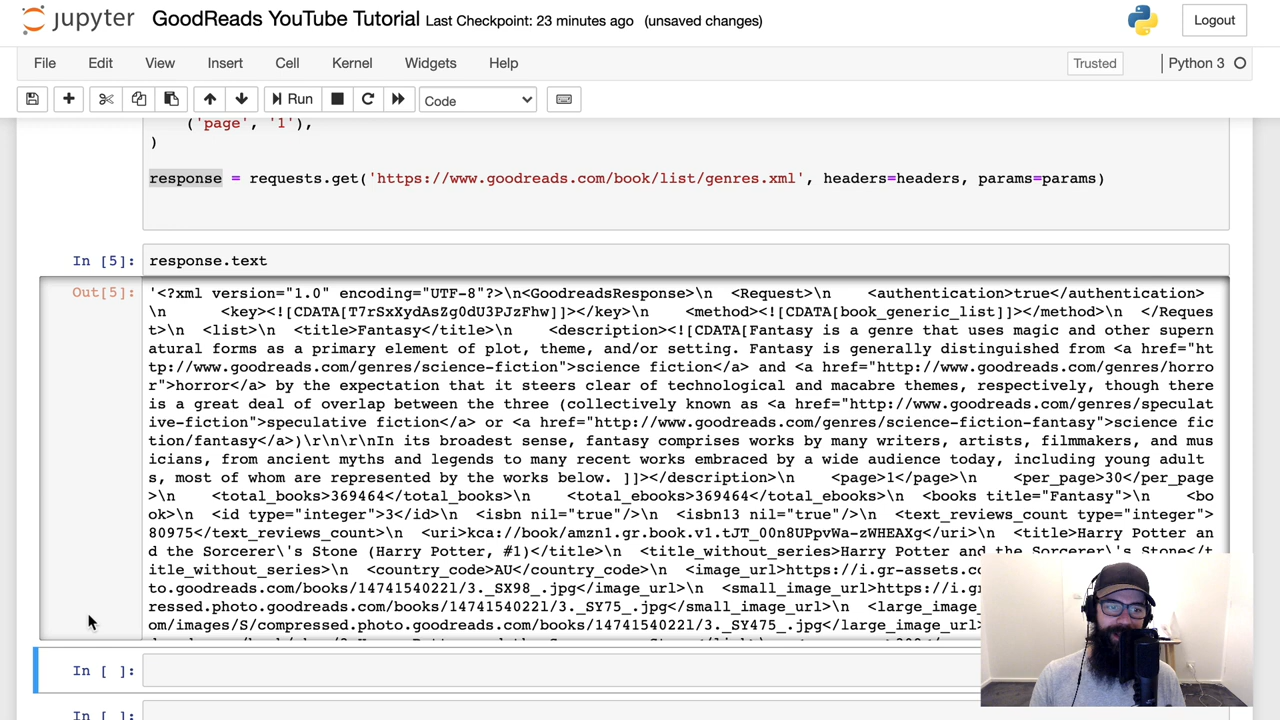 jupyter GoodReads YouTube Tutorial Last Checkpoint: 23 minutes ago (unsaved changes) Logout
File Edit View Insert Cell Kernel Widgets Help Trusted Python 3
Run Code
('page', '1'),
)
response = requests.get('https://www.goodreads.com/book/list/genres.xml', headers=headers, params=params)
In [5]: response.text
Out[5]: '<?xml version="1.0" encoding="UTF-8"?>\n<GoodreadsResponse>\n  <Request>\n    <authentication>true</authentication>
\n      <key><![CDATA[T7rSxXydAsZg0dU3PJzFhw]]></key>\n    <method><![CDATA[book_generic_list]]></method>\n  </Reques
t>\n  <list>\n  <title>Fantasy</title>\n    <description><![CDATA[Fantasy is a genre that uses magic and other supern
atural forms as a primary element of plot, theme, and/or setting. Fantasy is generally distinguished from <a href="ht
tp://www.goodreads.com/genres/science-fiction">science fiction</a> and <a href="http://www.goodreads.com/genres/horro
r">horror</a> by the expectation that it steers clear of technological and macabre themes, respectively, though there
is a great deal of overlap between the three (collectively known as <a href="http://www.goodreads.com/genres/speculat
ive-fiction">speculative fiction</a> or <a href="http://www.goodreads.com/genres/science-fiction-fantasy">science fic
tion/fantasy</a>)\r\n\r\nIn its broadest sense, fantasy comprises works by many writers, artists, filmmakers, and mus
icians, from ancient myths and legends to many recent works embraced by a wide audience today, including young adult
s, most of whom are represented by the works below. ]]></description>\n    <page>1</page>\n    <per_page>30</per_page
>\n    <total_books>369464</total_books>\n    <total_ebooks>369464</total_ebooks>\n  <books title="Fantasy">\n    <bo
ok>\n  <id type="integer">3</id>\n  <isbn nil="true"/>\n  <isbn13 nil="true"/>\n  <text_reviews_count type="integer">
80975</text_reviews_count>\n  <uri>kca://book/amzn1.gr.book.v1.tJT_00n8UPpvWa-zWHEAXg</uri>\n  <title>Harry Potter an
d the Sorcerer\'s Stone (Harry Potter, #1)</title>\n  <title_without_series>Harry Potter and the Sorcerer\'s Stone</t
itle_without_series>\n  <country_code>AU</country_code>\n  <image_url>https://i.gr-assets.c
to.goodreads.com/books/1474154022l/3._SX98_.jpg</image_url>\n  <small_image_url>https://i.g
ressed.photo.goodreads.com/books/1474154022l/3._SY75_.jpg</small_image_url>\n  <large_image_
om/images/S/compressed.photo.goodreads.com/books/1474154022l/3._SY475_.jpg</large_image_url>
In [ ]:
In [ ]: